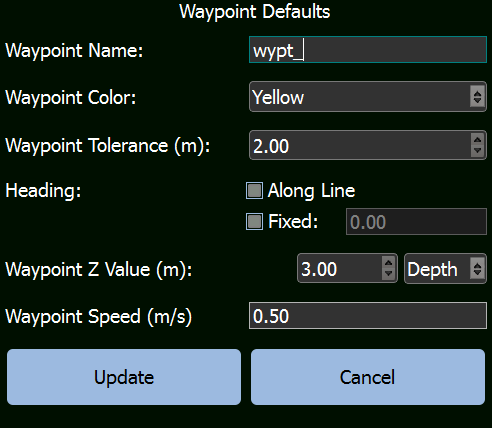 Waypoint Defaults
Waypoint Name: wypt_
Waypoint Color: Yellow
Waypoint Tolerance (m): 2.00
Heading: Along Line
Fixed: 0.00
Waypoint Z Value (m): 3.00 Depth
Waypoint Speed (m/s) 0.50
Update Cancel